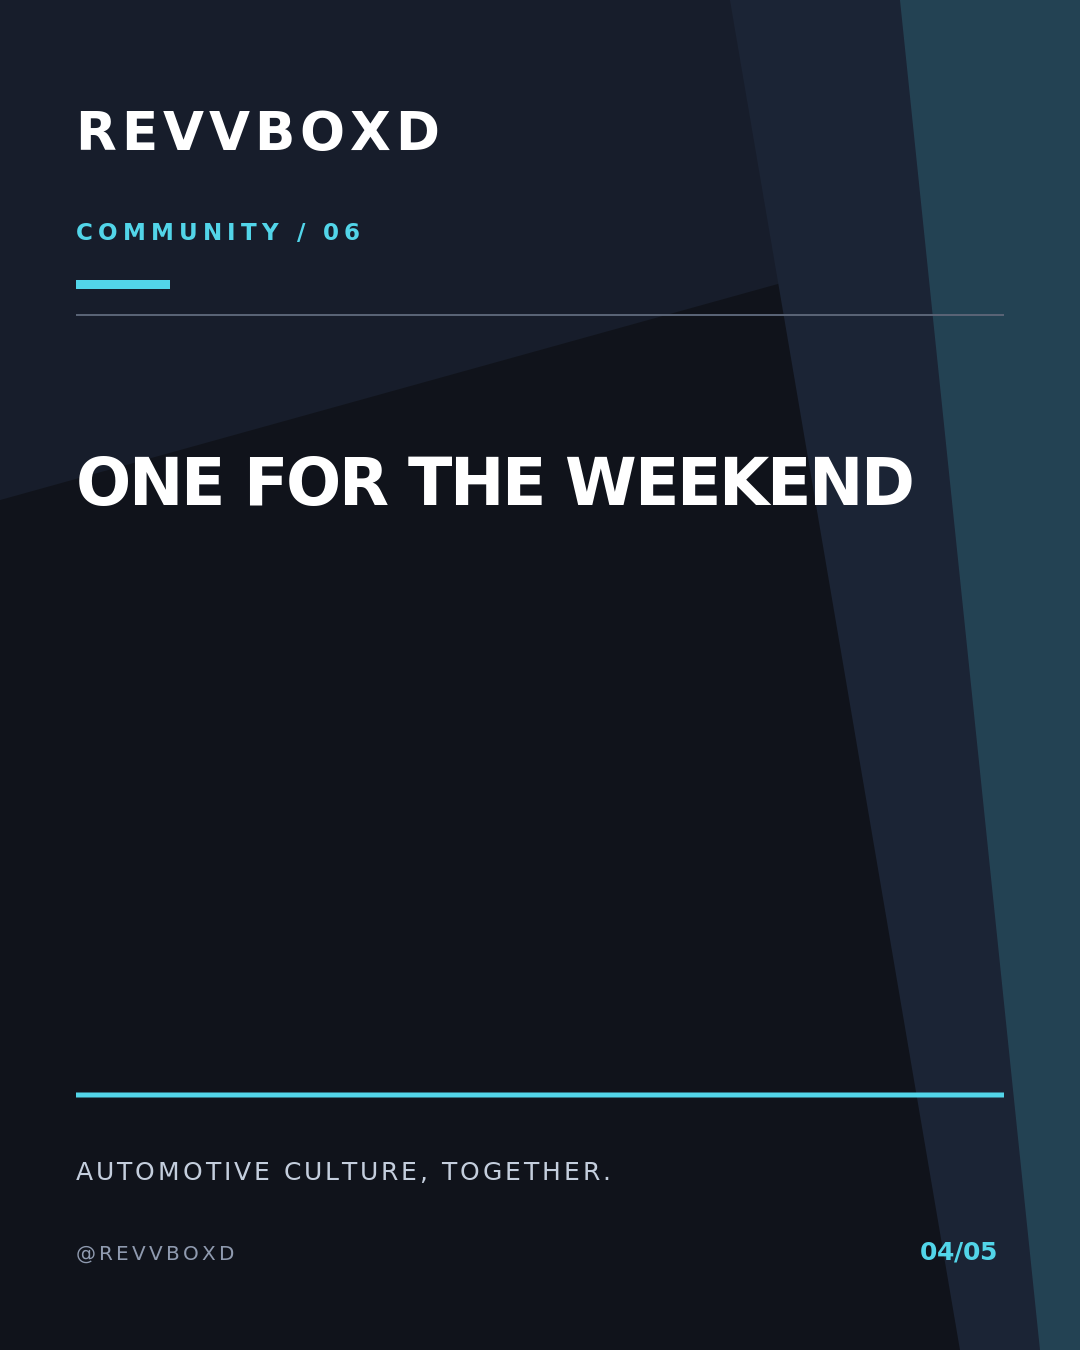 REVVBOXD
COMMUNITY / 06
ONE FOR THE WEEKEND
AUTOMOTIVE CULTURE, TOGETHER.
@REVVBOXD
04/05